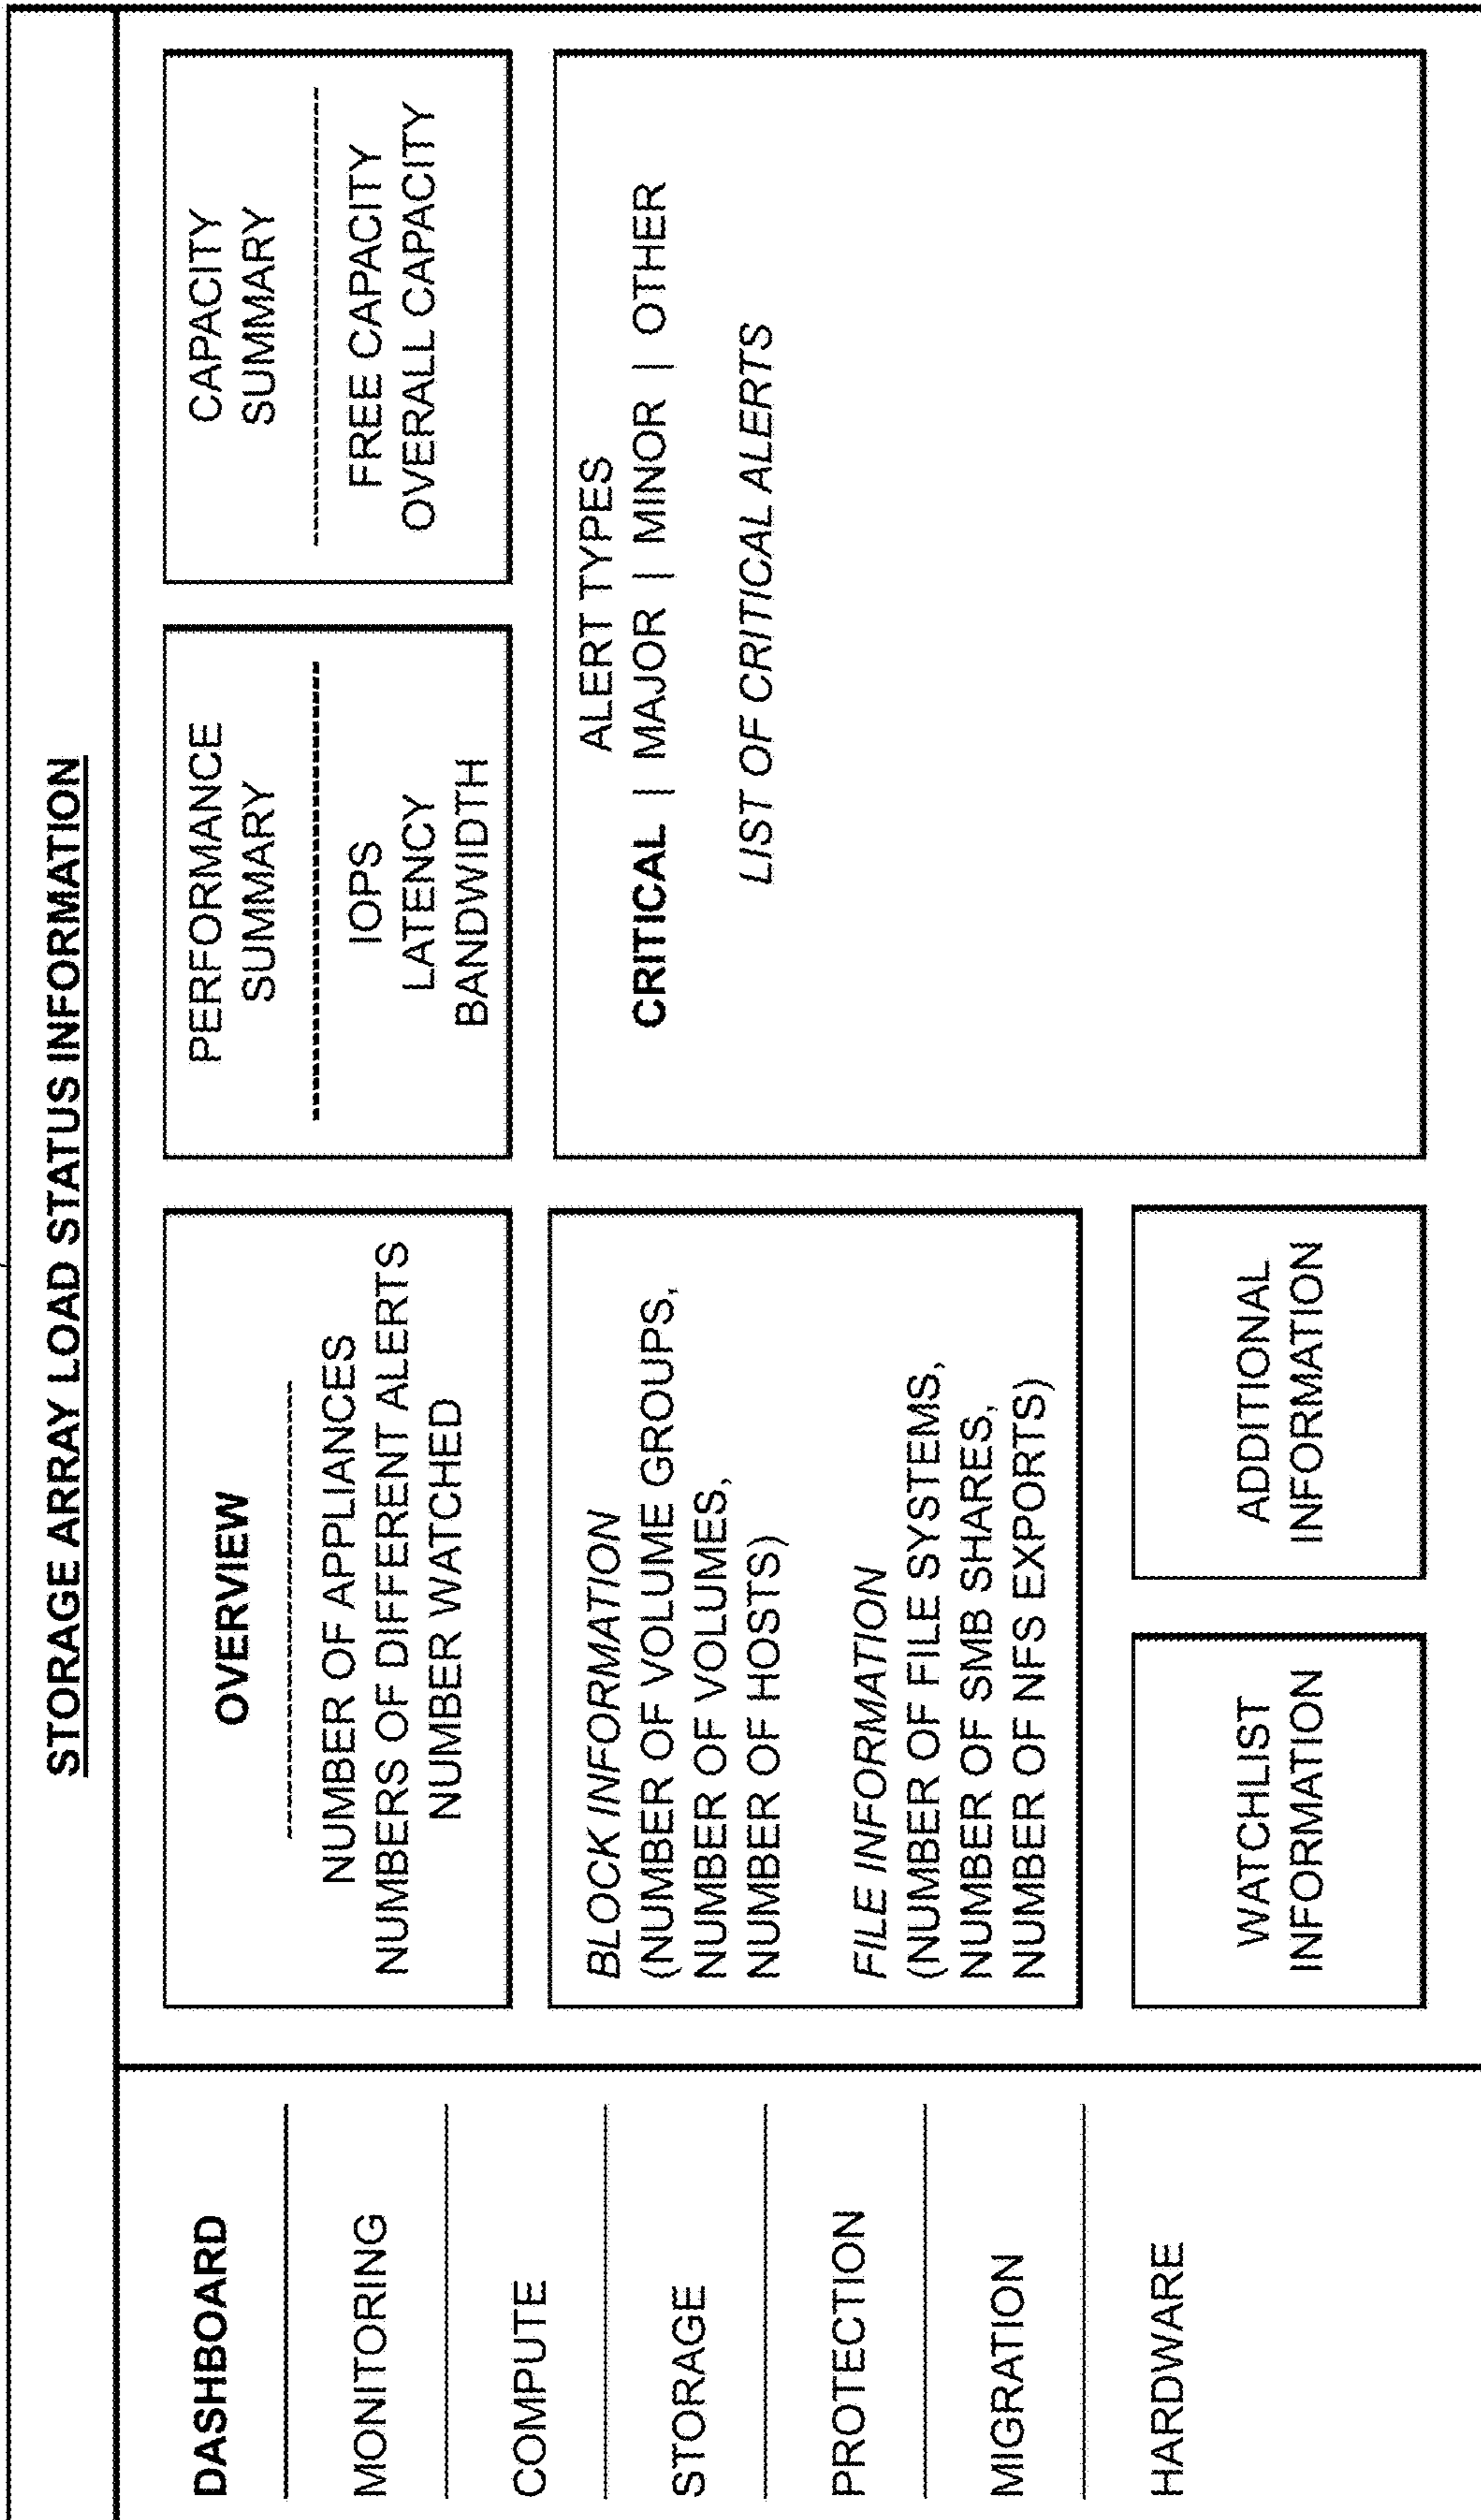 STORAGE ARRAY LOAD STATUS INFORMATION
DASHBOARD
MONITORING
COMPUTE
STORAGE
PROTECTION
MIGRATION
HARDWARE
OVERVIEW
NUMBER OF APPLIANCES
NUMBERS OF DIFFERENT ALERTS
NUMBER WATCHED
PERFORMANCE
SUMMARY
IOPS
LATENCY
BANDWIDTH
CAPACITY
SUMMARY
FREE CAPACITY
OVERALL CAPACITY
BLOCK INFORMATION
(NUMBER OF VOLUME GROUPS,
NUMBER OF VOLUMES,
NUMBER OF HOSTS)
FILE INFORMATION
(NUMBER OF FILE SYSTEMS,
NUMBER OF SMB SHARES,
NUMBER OF NFS EXPORTS)
ALERT TYPES
CRITICAL | MAJOR | MINOR | OTHER
LIST OF CRITICAL ALERTS
WATCHLIST
INFORMATION
ADDITIONAL
INFORMATION